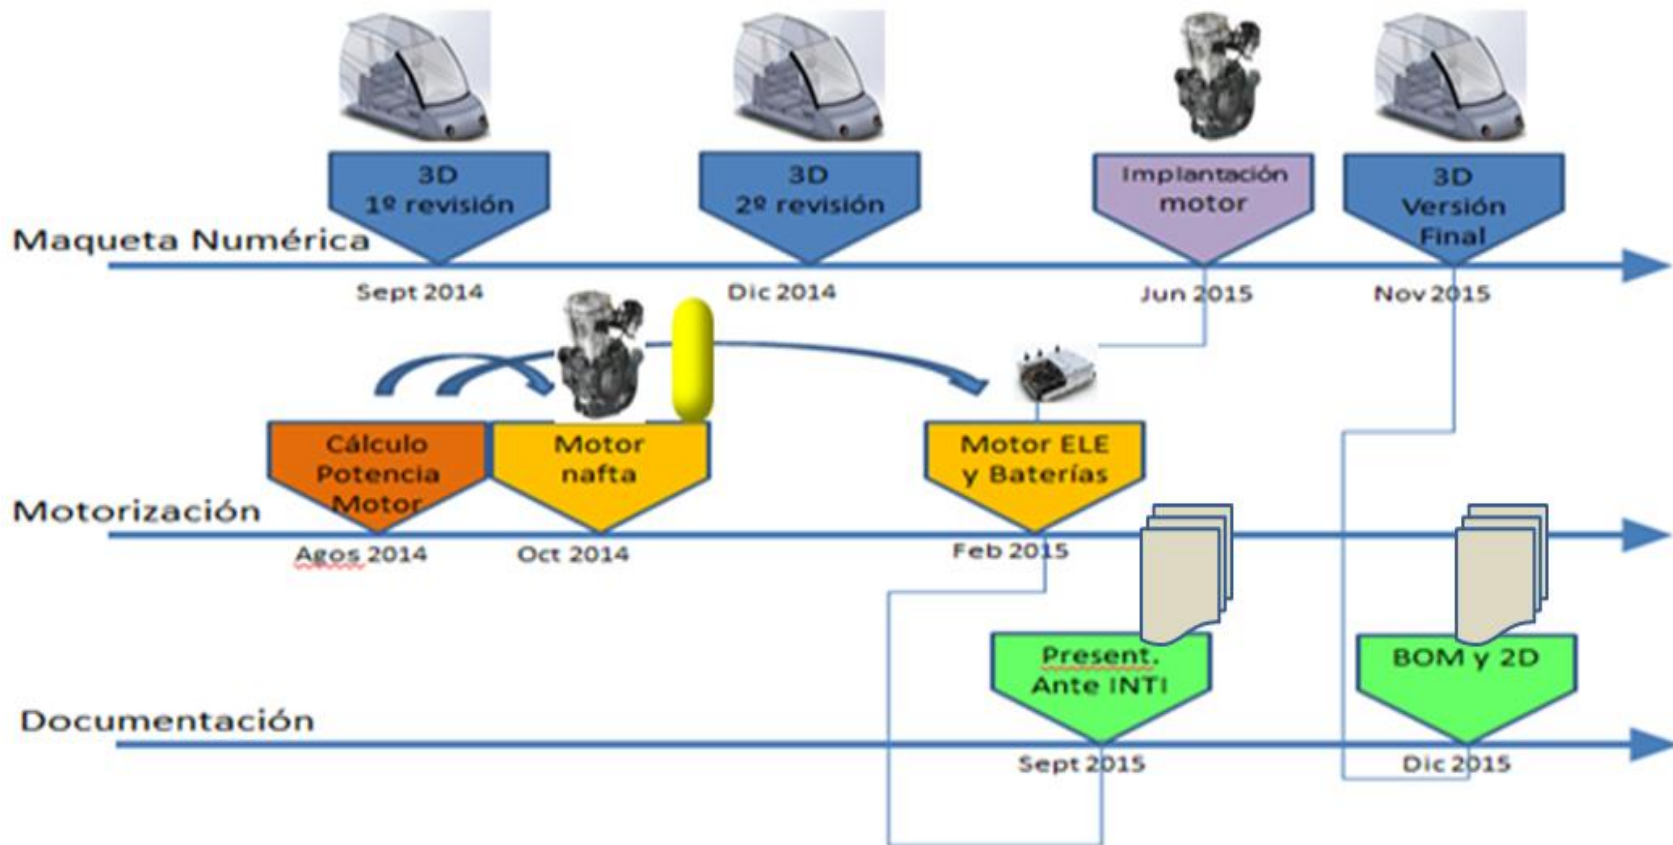 3D
1º revisión
3D
2º revisión
Implantación
motor
3D
Versión
Final
Maqueta Numérica
Sept 2014
Dic 2014
Jun 2015
Nov 2015
Cálculo
Potencia
Motor
Motor
nafta
Motor ELE
y Baterías
Motorización
Agos 2014
Oct 2014
Feb 2015
Present.
Ante INTI
BOM y 2D
Documentación
Sept 2015
Dic 2015